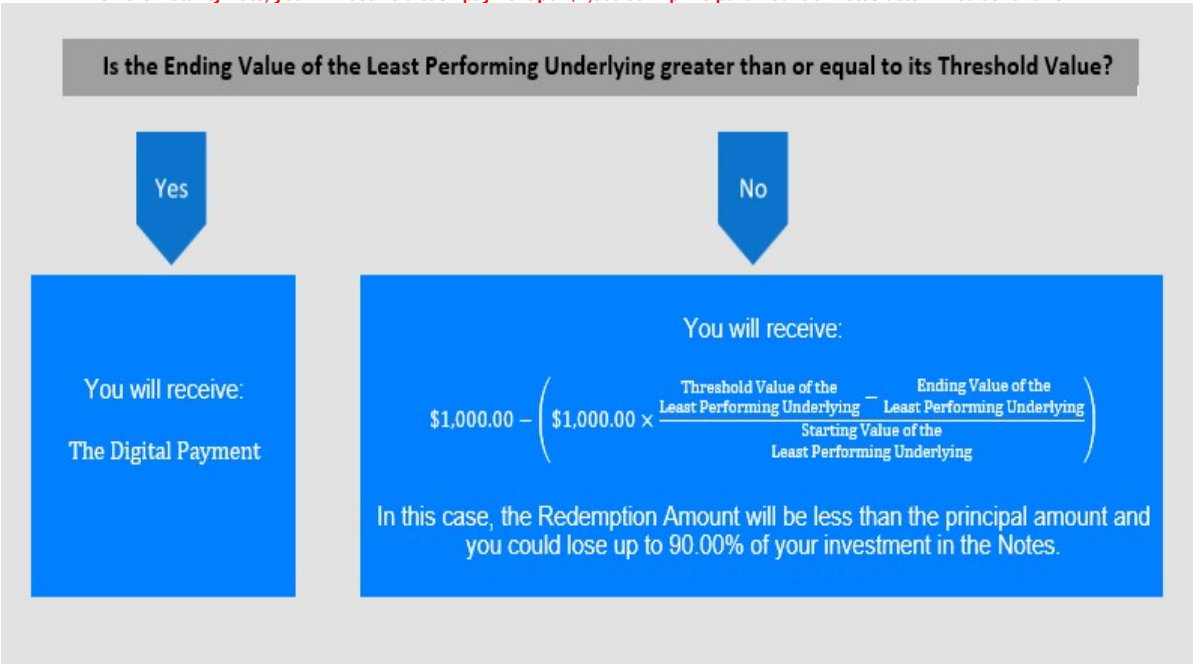 Is the Ending Value of the Least Performing Underlying greater than or equal to its Threshold Value?
Yes
No
You will receive:
The Digital Payment
You will receive:
Threshold Value of the Ending Value of the
$1,000.00 − ( $1,000.00 × Least Performing Underlying − Least Performing Underlying )
Starting Value of the
Least Performing Underlying
In this case, the Redemption Amount will be less than the principal amount and
you could lose up to 90.00% of your investment in the Notes.